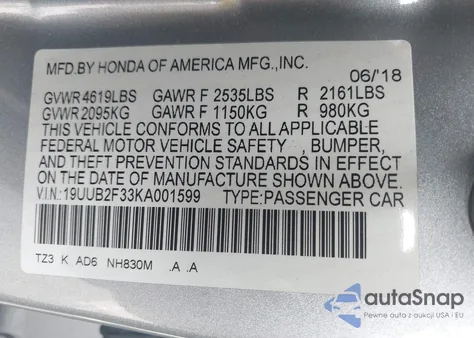 MFD.BY HONDA OF AMERICA MFG.,INC.
06/'18
GVWR 4619LBS GAWR F 2535LBS R 2161LBS
GVWR 2095KG GAWR F 1150KG R 980KG
THIS VEHICLE CONFORMS TO ALL APPLICABLE
FEDERAL MOTOR VEHICLE SAFETY, BUMPER,
AND THEFT PREVENTION STANDARDS IN EFFECT
ON THE DATE OF MANUFACTURE SHOWN ABOVE.
V.I.N.: 19UUB2F33KA001599 TYPE:PASSENGER CAR
TZ3 K AD6 NH830M .A .A
autoSnap
Pewne auta z aukcji USA i EU